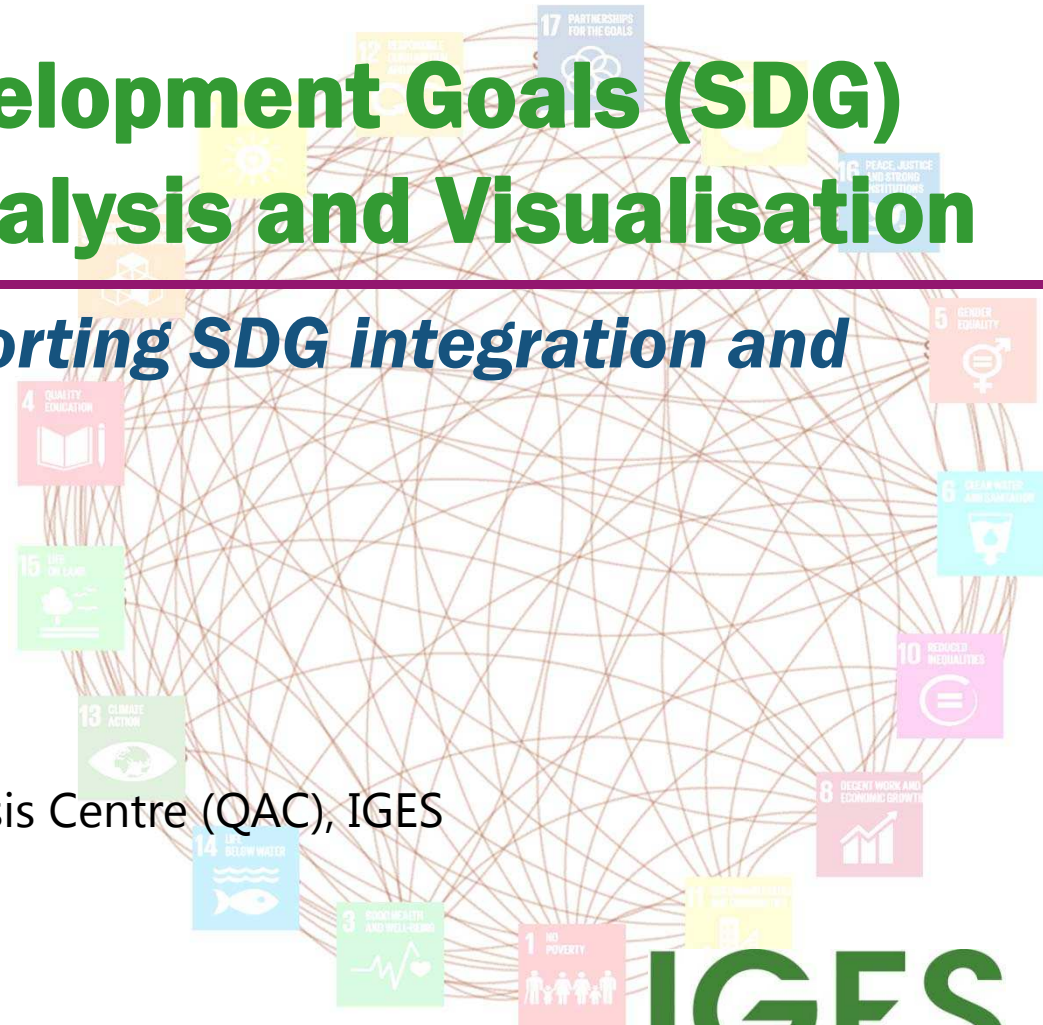 17 PARTNERSHIPS
FOR THE GOALS
12 RESPONSIBLE
elopment Goals (SDG)
16 PEACE, JUSTICE
AND STRONG
INSTITUTIONS
alysis and Visualisation
5 GENDER
EQUALITY
orting SDG integration and
4 QUALITY
EDUCATION
6 CLEAN WATER
AND SANITATION
15 LIFE
ON LAND
10 REDUCED
INEQUALITIES
13 CLIMATE
ACTION
8 DECENT WORK AND
ECONOMIC GROWTH
sis Centre (QAC), IGES
14 LIFE
BELOW WATER
11
3 GOOD HEALTH
AND WELL-BEING
1 NO
POVERTY
IGES